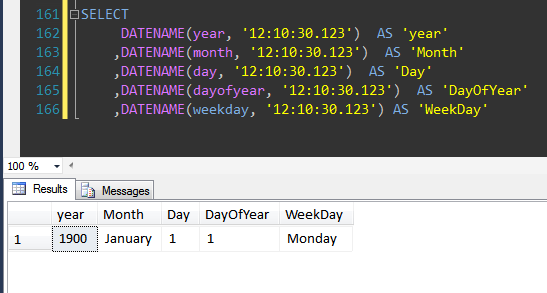 161 SELECT
162 DATENAME(year, '12:10:30.123') AS 'year'
163 ,DATENAME(month, '12:10:30.123') AS 'Month'
164 ,DATENAME(day, '12:10:30.123') AS 'Day'
165 ,DATENAME(dayofyear, '12:10:30.123') AS 'DayOfYear'
166 ,DATENAME(weekday, '12:10:30.123') AS 'WeekDay'
100 %
Results Messages
year Month Day DayOfYear WeekDay
1 1900 January 1 1 Monday